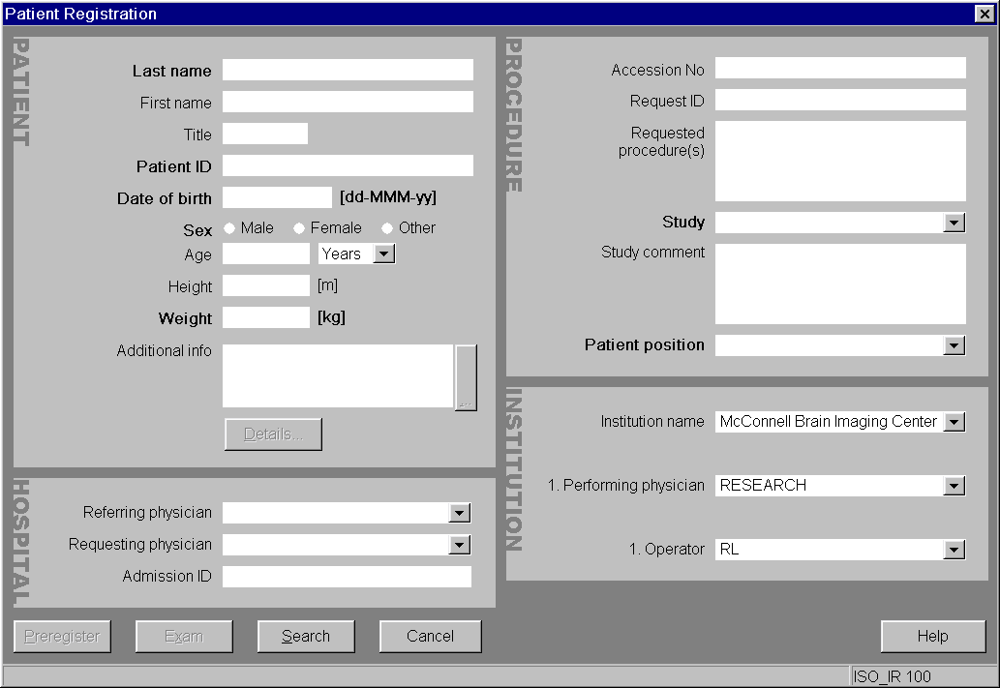 Patient Registration
PATIENT
Last name
First name
Title
Patient ID
Date of birth [dd-MMM-yy]
Sex Male Female Other
Age Years
Height [m]
Weight [kg]
Additional info
...
Details...
HOSPITAL
Referring physician
Requesting physician
Admission ID
PROCEDURE
Accession No
Request ID
Requested
procedure(s)
Study
Study comment
Patient position
INSTITUTION
Institution name McConnell Brain Imaging Center
1. Performing physician RESEARCH
1. Operator RL
Preregister Exam Search Cancel Help
ISO_IR 100